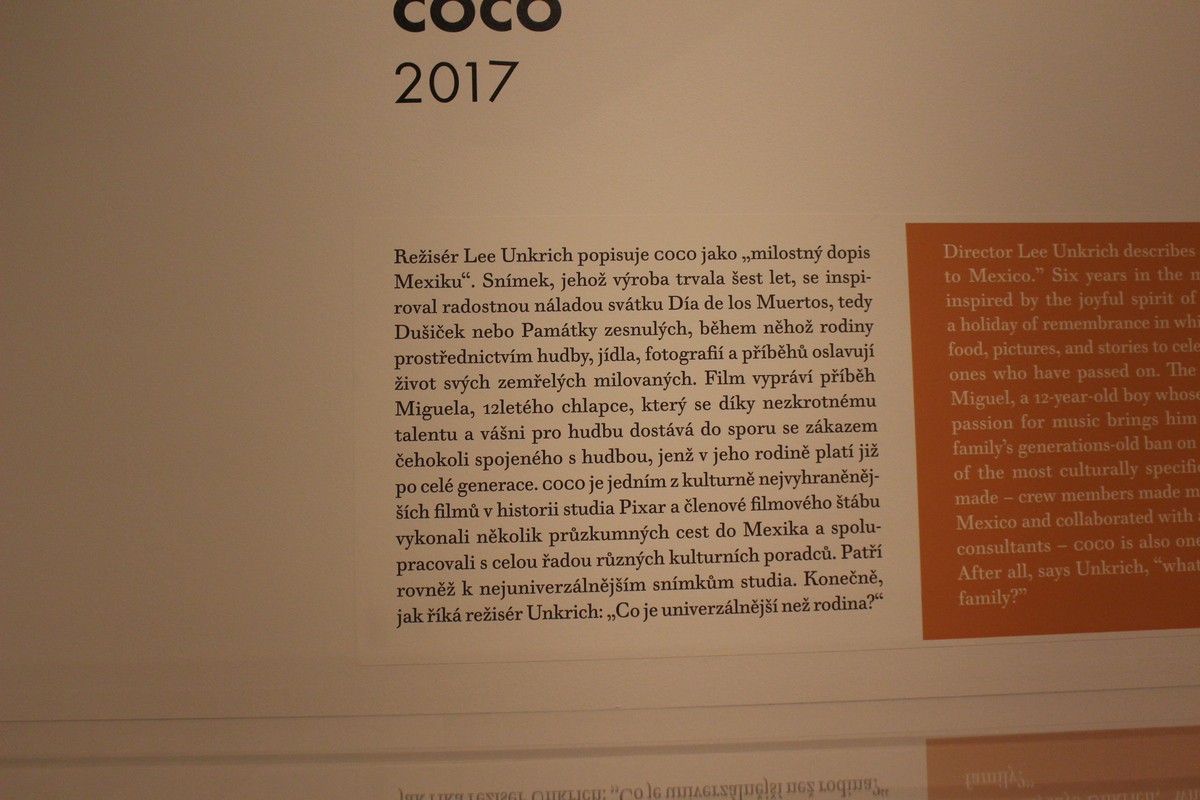 coco
2017
Režisér Lee Unkrich popisuje coco jako „milostný dopis
Mexiku“. Snímek, jehož výroba trvala šest let, se inspi-
roval radostnou náladou svátku Día de los Muertos, tedy
Dušiček nebo Památky zesnulých, během něhož rodiny
prostřednictvím hudby, jídla, fotografií a příběhů oslavují
život svých zemřelých milovaných. Film vypráví příběh
Miguela, 12letého chlapce, který se díky nezkrotnému
talentu a vášni pro hudbu dostává do sporu se zákazem
čehokoli spojeného s hudbou, jenž v jeho rodině platí již
po celé generace. coco je jedním z kulturně nejvyhraněněj-
ších filmů v historii studia Pixar a členové filmového štábu
vykonali několik průzkumných cest do Mexika a spolu-
pracovali s celou řadou různých kulturních poradců. Patří
rovněž k nejuniverzálnějším snímkům studia. Konečně,
jak říká režisér Unkrich: „Co je univerzálnější než rodina?“
Director Lee Unkrich describes
to Mexico.” Six years in the
inspired by the joyful spirit of
a holiday of remembrance in
food, pictures, and stories to
ones who have passed on. The
Miguel, a 12-year-old boy
passion for music brings him
family’s generations-old ban on
of the most culturally
made – crew members made
Mexico and collaborated with
consultants – coco is also
After all, says Unkrich, “what
family?”